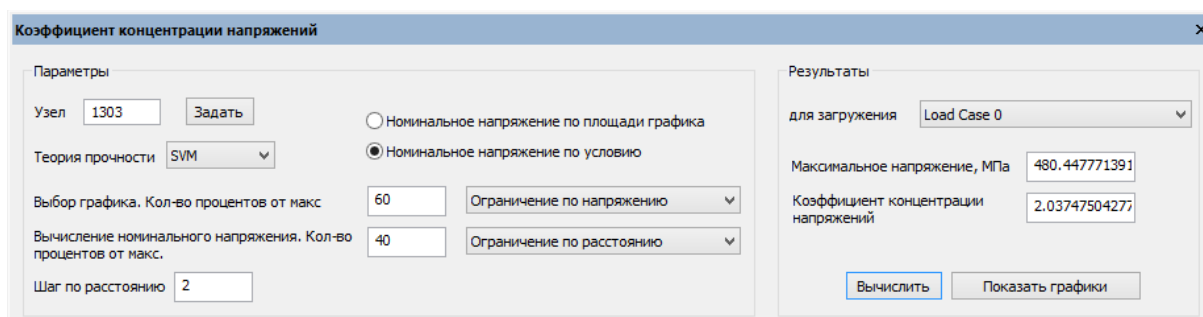 Коэффициент концентрации напряжений
Параметры
Узел 1303 Задать
Номинальное напряжение по площади графика
Теория прочности SVM
Номинальное напряжение по условию
Выбор графика. Кол-во процентов от макс 60 Ограничение по напряжению
Вычисление номинального напряжения. Кол-во
процентов от макс. 40 Ограничение по расстоянию
Шаг по расстоянию 2
Результаты
для загружения Load Case 0
Максимальное напряжение, МПа 480.447771391
Коэффициент концентрации
напряжений 2.03747504277
Вычислить Показать графики